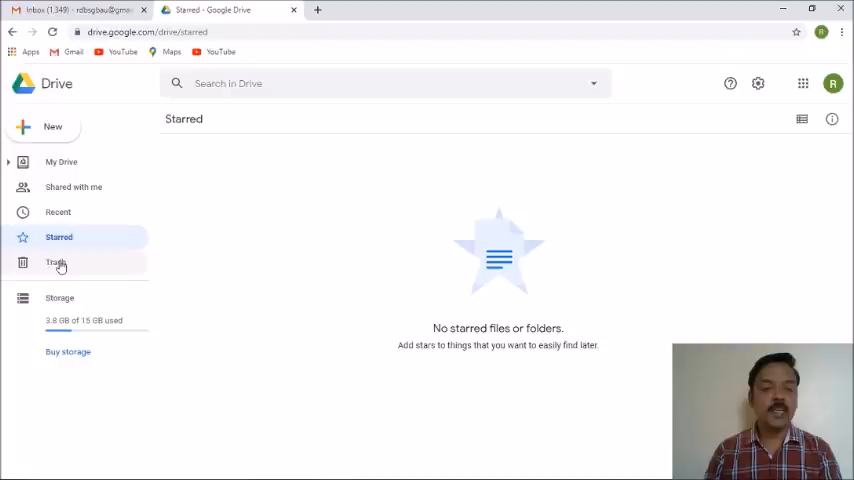 Inbox (1,349) - rdbsgbau@gmai
Starred - Google Drive
drive.google.com/drive/starred
Apps
Gmail
YouTube
Maps
YouTube
R
Drive
Search in Drive
R
New
Starred
My Drive
Shared with me
Recent
Starred
Trash
Storage
3.8 GB of 15 GB used
Buy storage
No starred files or folders.
Add stars to things that you want to easily find later.